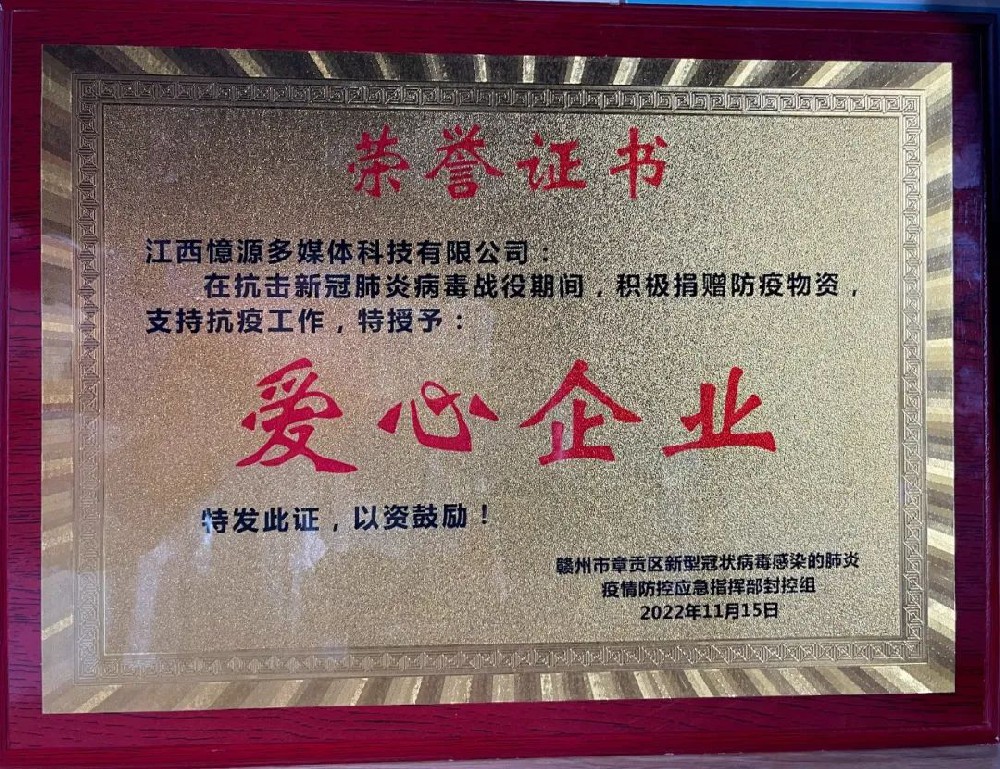 荣誉证书
江西憶源多媒体科技有限公司：
在抗击新冠肺炎病毒战役期间，积极捐赠防疫物资，
支持抗疫工作，特授予：
爱心企业
特发此证，以资鼓励！
赣州市章贡区新型冠状病毒感染的肺炎
疫情防控应急指挥部封控组
2022年11月15日